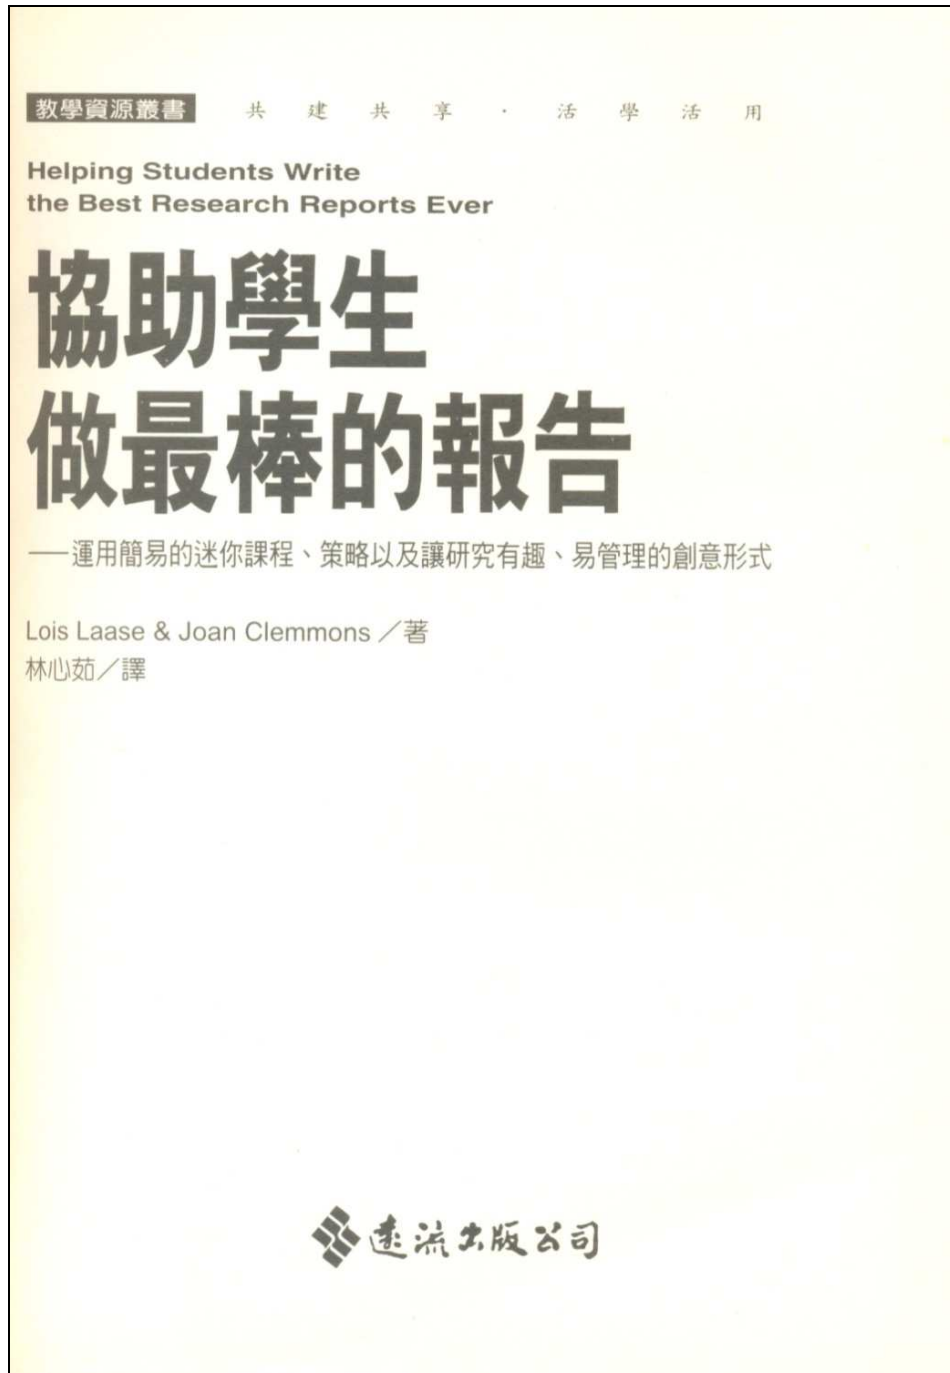 教學資源叢書 共建共享·活學活用
Helping Students Write
the Best Research Reports Ever
協助學生
做最棒的報告
——運用簡易的迷你課程、策略以及讓研究有趣、易管理的創意形式
Lois Laase & Joan Clemmons／著
林心茹／譯
遠流出版公司